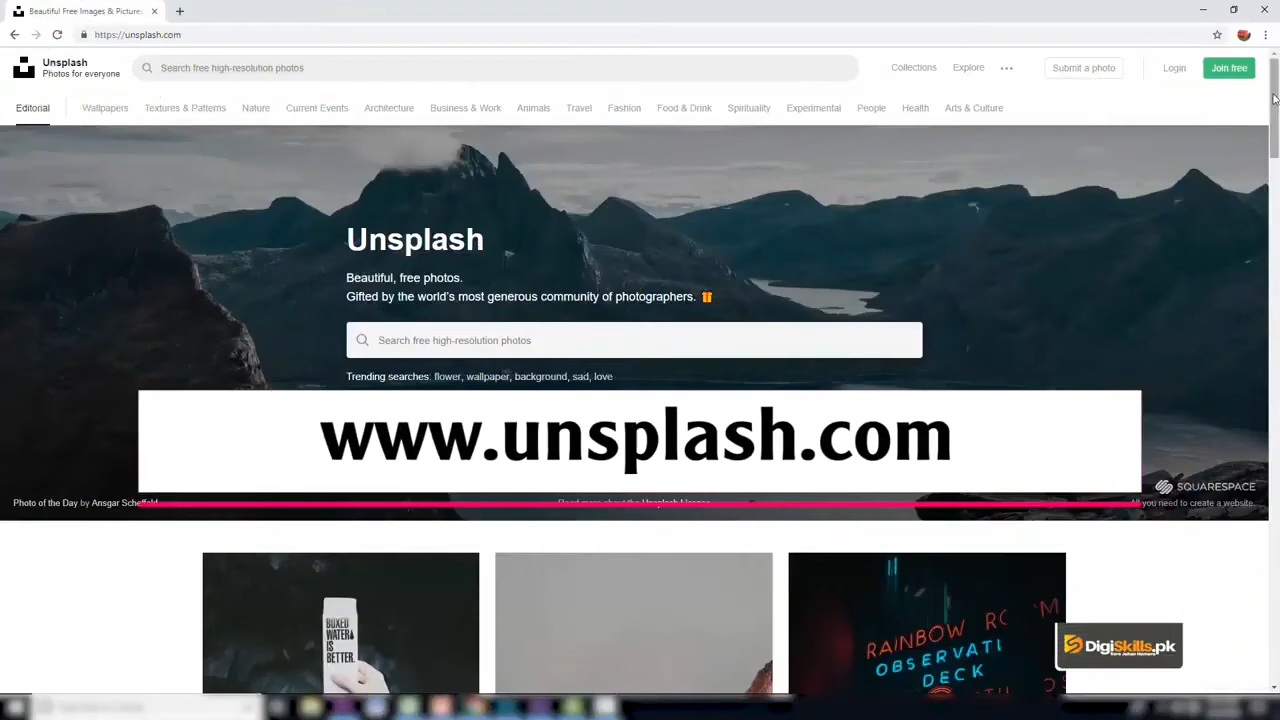 Beautiful Free Images & Picture
https://unsplash.com
Unsplash
Photos for everyone
Search free high-resolution photos
Collections
Explore
Submit a photo
Login
Join free
Editorial
Wallpapers
Textures & Patterns
Nature
Current Events
Architecture
Business & Work
Animals
Travel
Fashion
Food & Drink
Spirituality
Experimental
People
Health
Arts & Culture
Unsplash
Beautiful, free photos.
Gifted by the world's most generous community of photographers.
Search free high-resolution photos
Trending searches: flower, wallpaper, background, sad, love
www.unsplash.com
SQUARESPACE
Photo of the Day by Ansgar
you need to create a website.
BOXED
WATER
IS
BETTER.
RAINBOW
OBSERVATI
DECK
DigiSkills.pk